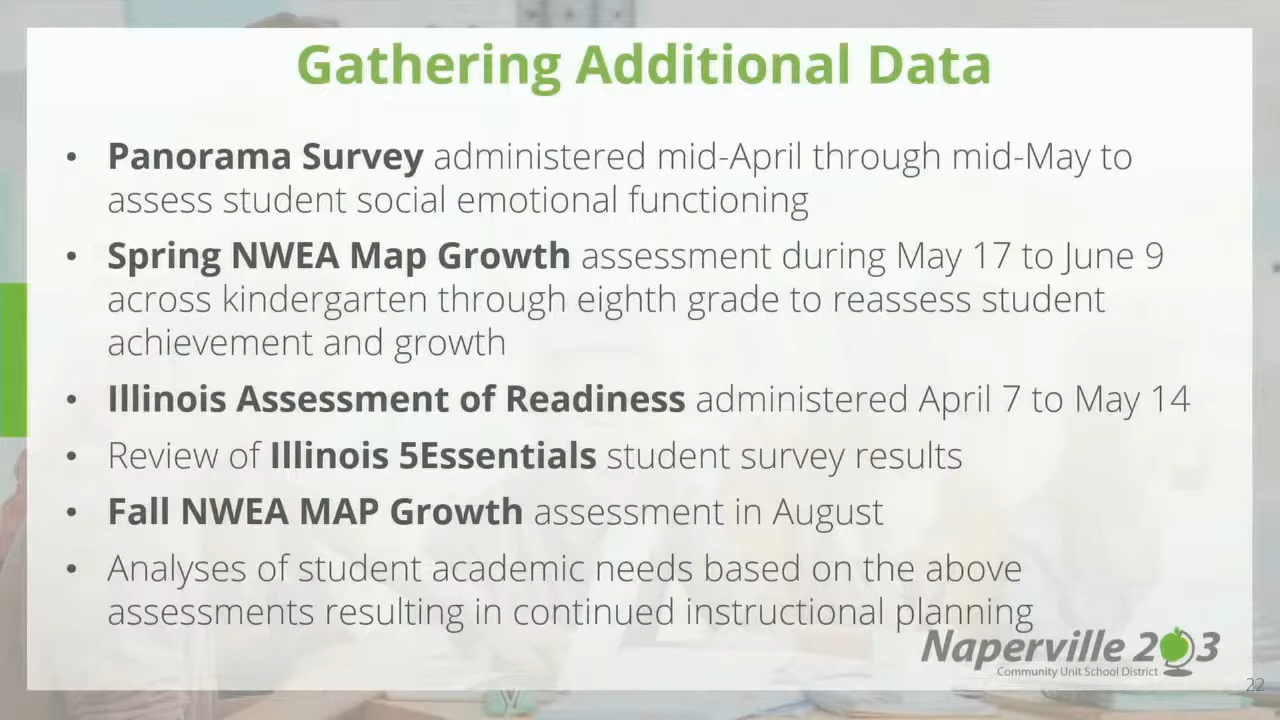 Gathering Additional Data
• Panorama Survey administered mid-April through mid-May to
assess student social emotional functioning
• Spring NWEA Map Growth assessment during May 17 to June 9
across kindergarten through eighth grade to reassess student
achievement and growth
• Illinois Assessment of Readiness administered April 7 to May 14
• Review of Illinois 5Essentials student survey results
• Fall NWEA MAP Growth assessment in August
• Analyses of student academic needs based on the above
assessments resulting in continued instructional planning
Naperville 203
Community Unit School District
22